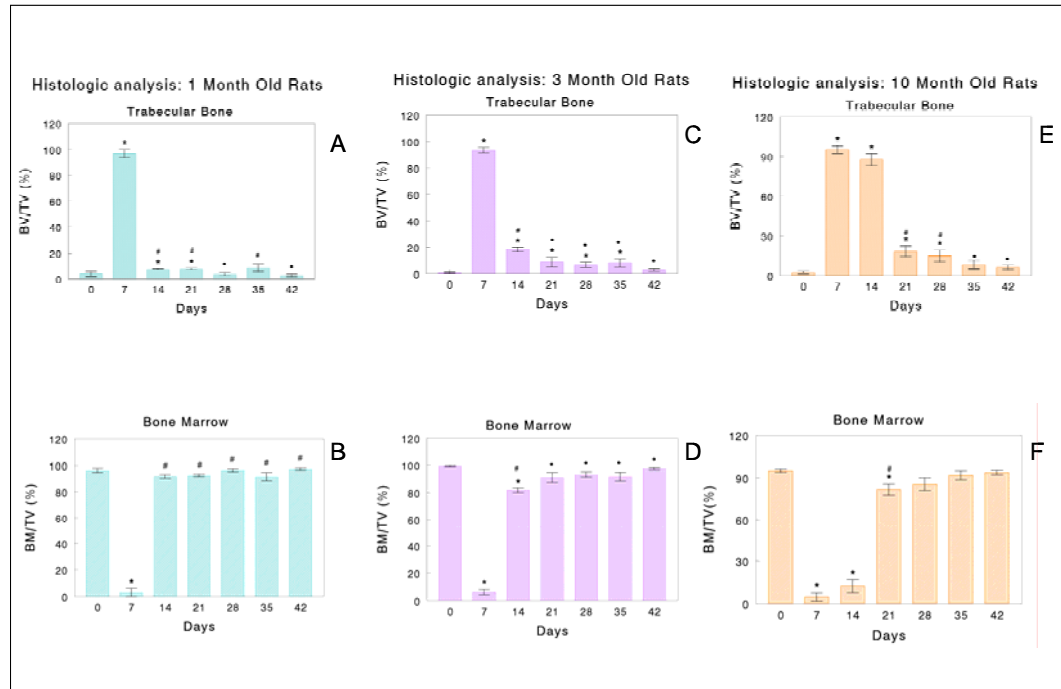 Histologic analysis: 1 Month Old Rats
Trabecular Bone
A
BV/TV (%)
120
100
80
60
40
20
0
*
#
*
#
*
#
0 7 14 21 28 35 42
Days
Histologic analysis: 3 Month Old Rats
Trabecular Bone
C
BV/TV (%)
120
100
80
60
40
20
0
*
#
*
*
*
*
*
0 7 14 21 28 35 42
Days
Histologic analysis: 10 Month Old Rats
Trabecular Bone
E
BV/TV (%)
120
90
60
30
0
*
*
#
*
#
*
0 7 14 21 28 35 42
Days
Bone Marrow
B
BM/TV (%)
120
100
80
60
40
20
0
*
# # # # #
0 7 14 21 28 35 42
Days
Bone Marrow
D
BM/TV (%)
120
100
80
60
40
20
0
*
#
*
0 7 14 21 28 35 42
Days
Bone Marrow
F
BM/TV(%)
120
90
60
30
0
* *
#
*
0 7 14 21 28 35 42
Days